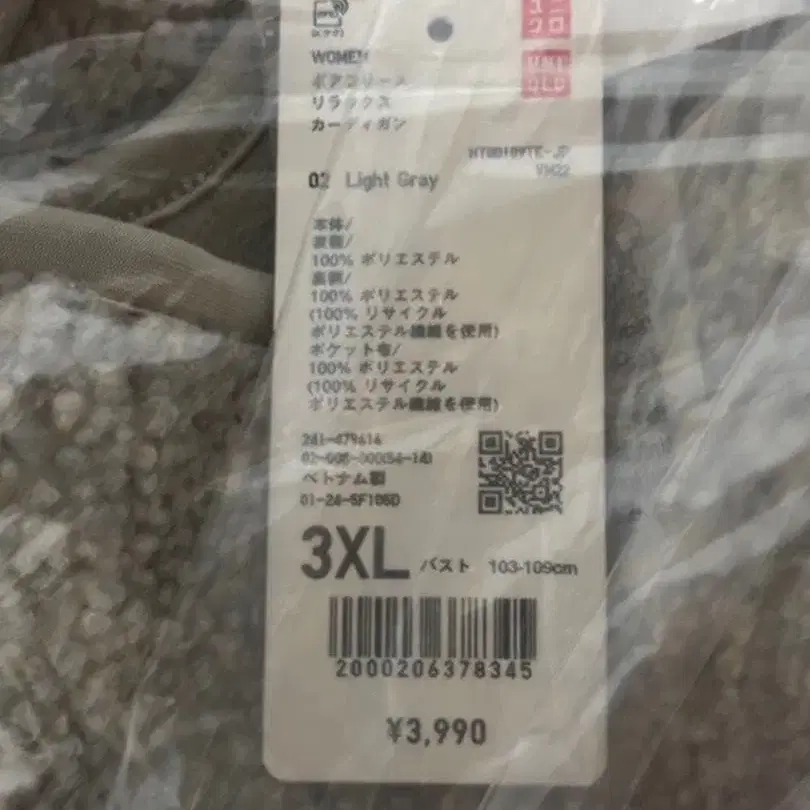 ユニ
クロ
UNI
QLO
WOMEN
ボアフリース
リラックス
カーディガン
02 Light Gray
本体/
表側/
100% ポリエステル
裏側/
100% ポリエステル
(100% リサイクル
ポリエステル繊維を使用)
ポケット布/
100% ポリエステル
(100% リサイクル
ポリエステル繊維を使用)
241-479614
ベトナム製
3XL バスト 103-109cm
2000206378345
¥3,990